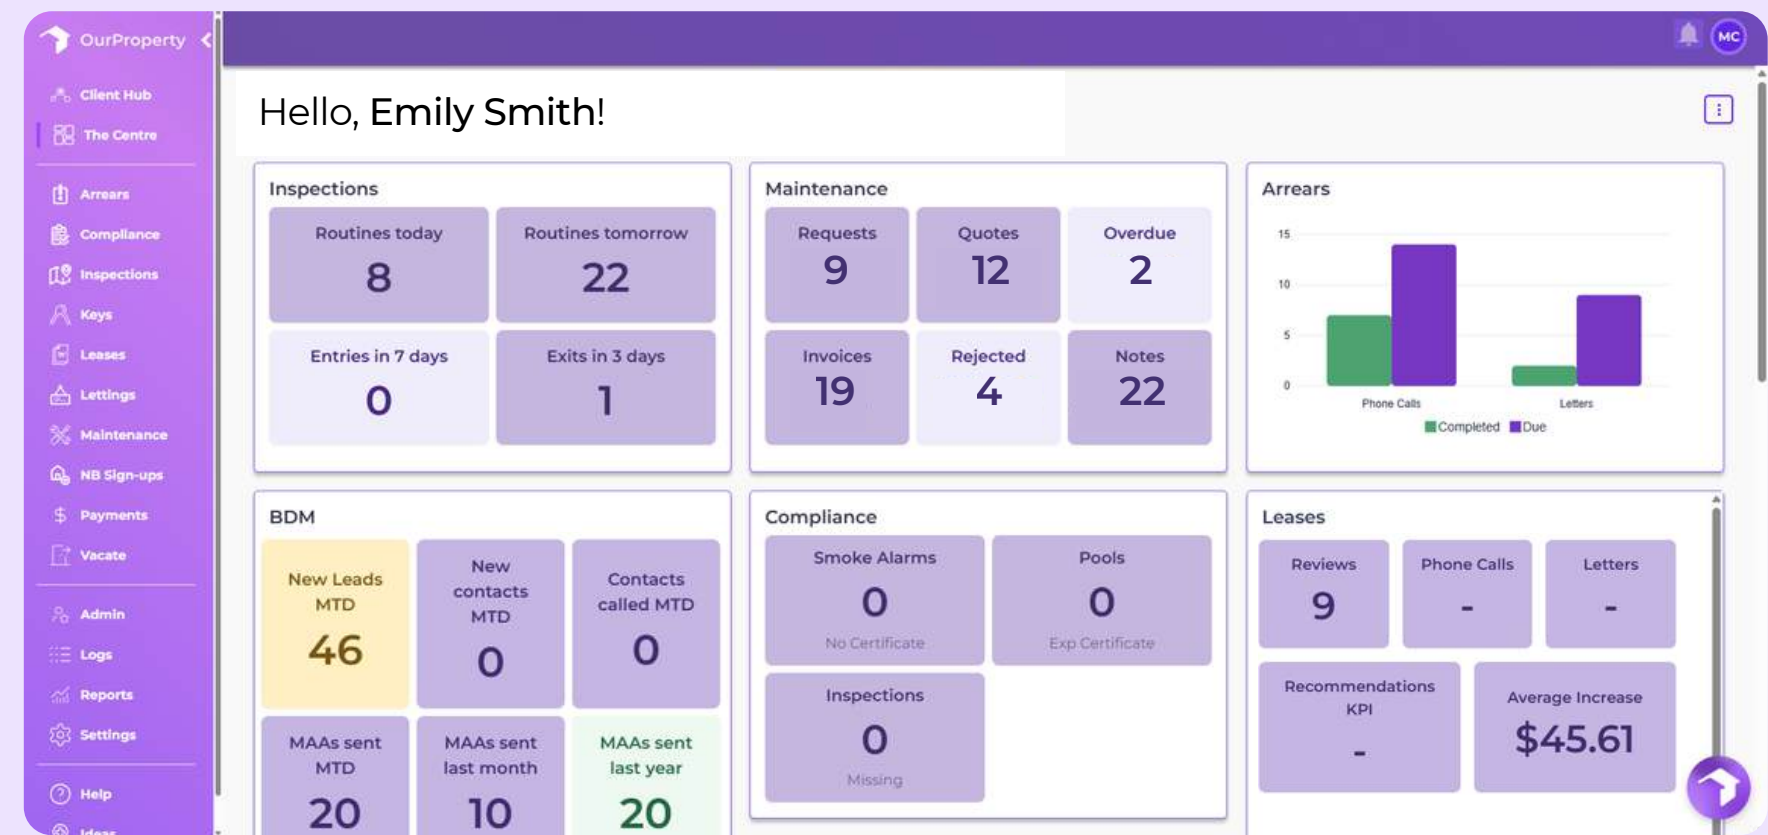 OurProperty
MC
Client Hub
The Centre
Arrears
Compliance
Inspections
Keys
Leases
Lettings
Maintenance
NB Sign-ups
Payments
Vacate
Admin
Logs
Reports
Settings
Help
Ideas
Hello, Emily Smith!
Inspections
Routines today
8
Routines tomorrow
22
Entries in 7 days
0
Exits in 3 days
1
Maintenance
Requests
9
Quotes
12
Overdue
2
Invoices
19
Rejected
4
Notes
22
Arrears
15
10
5
0
Phone Calls
Letters
Completed
Due
BDM
New Leads
MTD
46
New
contacts
MTD
0
Contacts
called MTD
0
MAAs sent
MTD
20
MAAs sent
last month
10
MAAs sent
last year
20
Compliance
Smoke Alarms
0
No Certificate
Pools
0
Exp Certificate
Inspections
0
Missing
Leases
Reviews
9
Phone Calls
-
Letters
-
Recommendations
KPI
-
Average Increase
$45.61